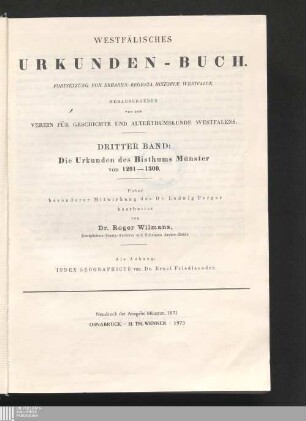 WESTFÄLISCHES
URKUNDEN-BUCH.
FORTSETZUNG VON ERHARDS REGESTA HISTORIAE WESTFALIAE
HERAUSGEGEBEN
VON DEM
VEREIN FÜR GESCHICHTE UND ALTERTHUMSKUNDE WESTFALENS.
DRITTER BAND:
Die Urkunden des Bisthums Münster
von 1201—1300.
Unter
besonderer Mitwirkung des Dr. Ludwig Perger
bearbeitet
von
Dr. Roger Wilmans,
Als Anhang:
INDEX GEOGRAPHICUS von Dr. Ernst Friedlaender.
Neudruck der Ausgabe Münster, 1871
OSNABRÜCK - H. TH. WENNER - 1973